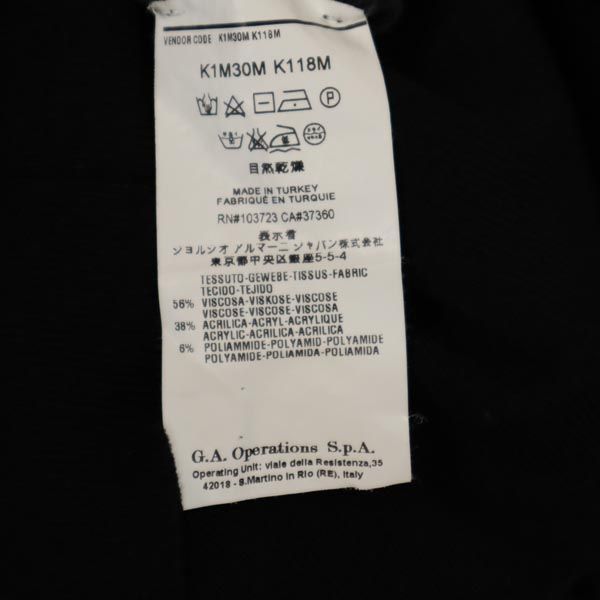 VENDOR CODE K1M30M K118M
K1M30M K118M
P
自然乾燥
MADE IN TURKEY
FABRIQUÉ EN TURQUIE
RN#103723 CA#37360
表示者
ジョルジオ アルマーニ ジャパン株式会社
東京都中央区銀座5-5-4
TESSUTO-GEWEBE-TISSUS-FABRIC
TECIDO-TEJIDO
56% VISCOSA-VISKOSE-VISCOSE
VISCOSE-VISCOSE-VISCOSA
38% ACRILICA-ACRYL-ACRYLIQUE
ACRYLIC-ACRILICA-ACRILICA
6% POLIAMMIDE-POLYAMID-POLYAMIDE
POLYAMIDE-POLIAMIDA-POLIAMIDA
G.A. Operations S.p.A.
Operating Unit: viale della Resistenza,35
42018 - S.Martino in Rio (RE), Italy